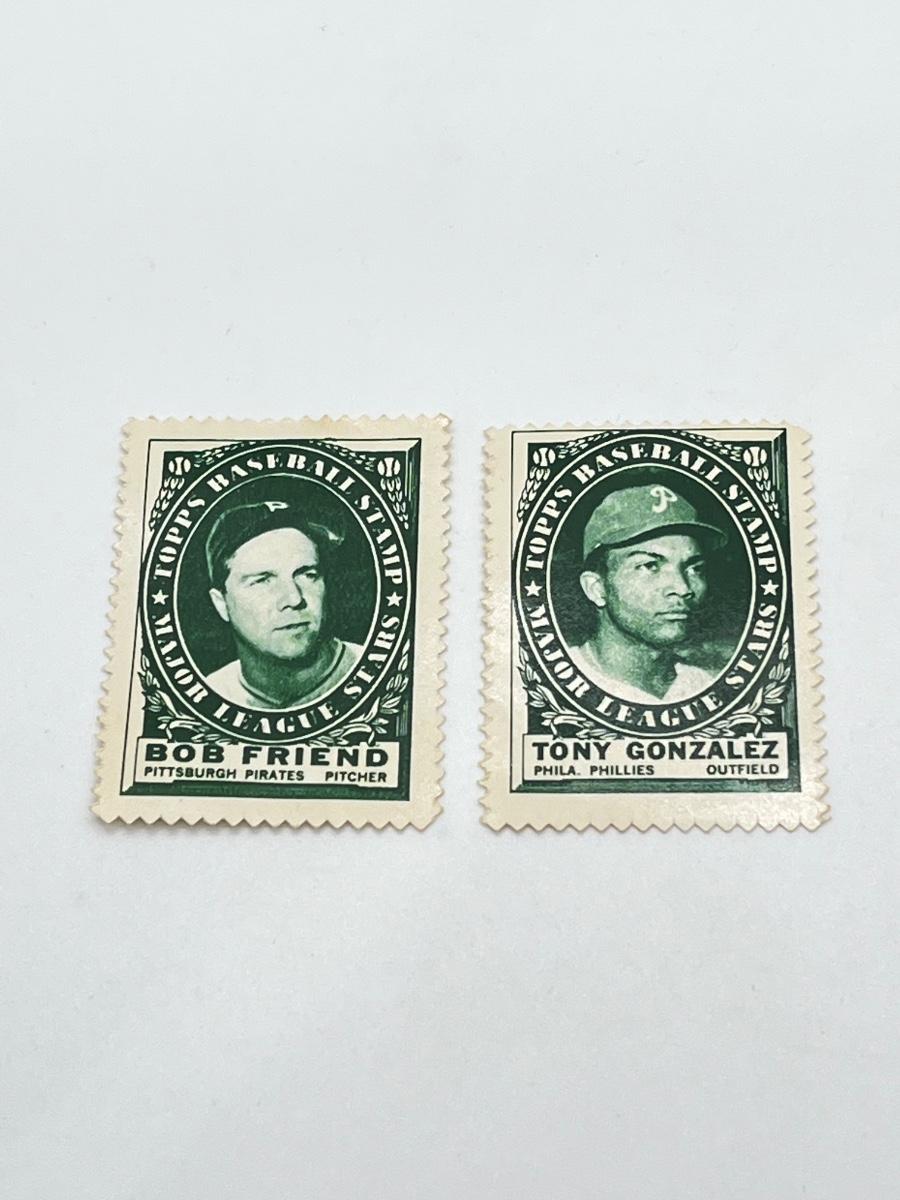 TOPPS BASEBALL STAMP
MAJOR LEAGUE STARS
P
BOB FRIEND
PITTSBURGH PIRATES PITCHER
TOPPS BASEBALL STAMP
MAJOR LEAGUE STARS
P
TONY GONZALEZ
PHILA. PHILLIES OUTFIELD